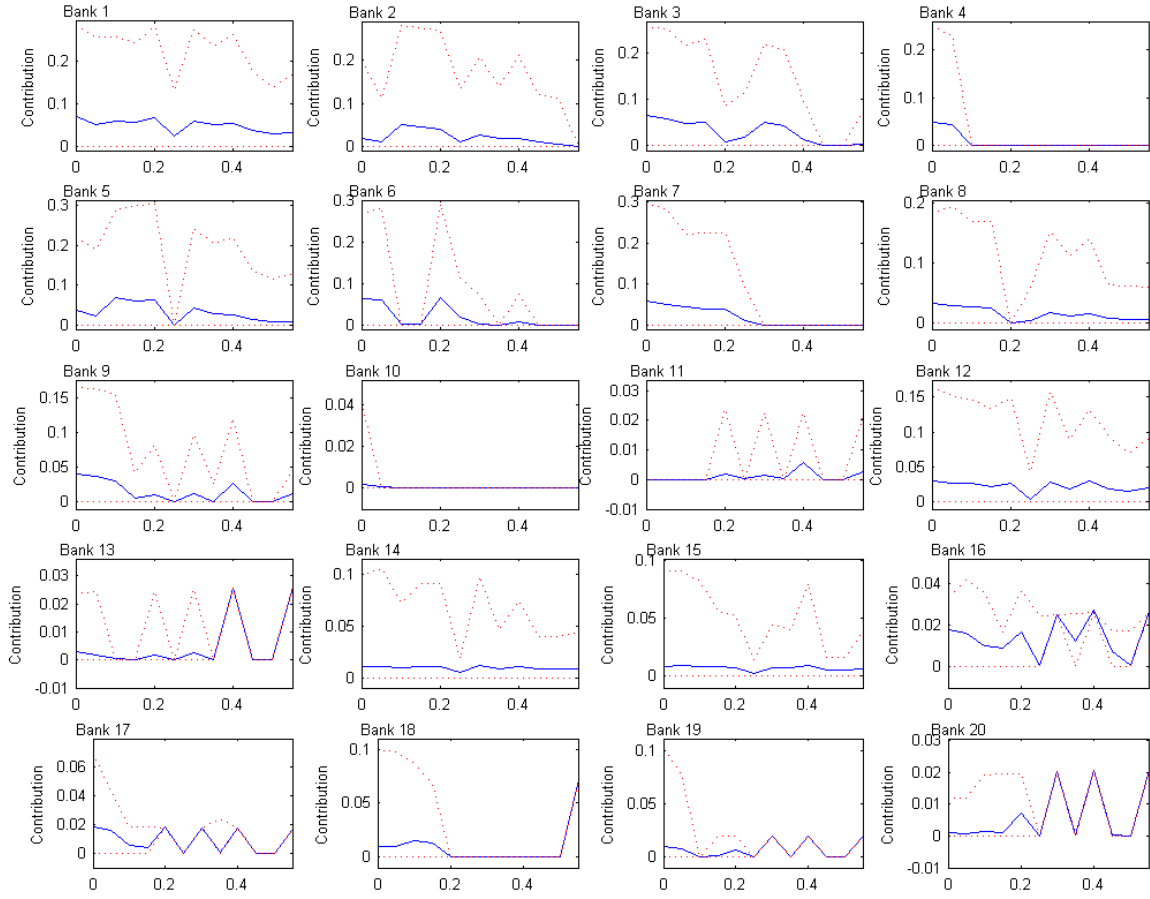 Bank 1 Bank 2 Bank 3 Bank 4
Contribution Contribution Contribution Contribution
0.2 0.2 0.2 0.2
0.1 0.1 0.1 0.1
0 0 0 0
0 0.2 0.4 0 0.2 0.4 0 0.2 0.4 0 0.2 0.4
Bank 5 Bank 6 Bank 7 Bank 8
Contribution Contribution Contribution Contribution
0.3 0.3 0.3 0.2
0.2 0.2 0.2 0.1
0.1 0.1 0.1
0 0 0 0
0 0.2 0.4 0 0.2 0.4 0 0.2 0.4 0 0.2 0.4
Bank 9 Bank 10 Bank 11 Bank 12
Contribution Contribution Contribution Contribution
0.15 0.04 0.03 0.15
0.1 0.02 0.02 0.1
0.05 0.01 0.05
0 0 0 0
-0.01
0 0.2 0.4 0 0.2 0.4 0 0.2 0.4 0 0.2 0.4
Bank 13 Bank 14 Bank 15 Bank 16
Contribution Contribution Contribution Contribution
0.03 0.1 0.1 0.04
0.02 0.05 0.05 0.02
0.01
0 0 0 0
-0.01
0 0.2 0.4 0 0.2 0.4 0 0.2 0.4 0 0.2 0.4
Bank 17 Bank 18 Bank 19 Bank 20
Contribution Contribution Contribution Contribution
0.06 0.1 0.1 0.03
0.04 0.05 0.05 0.02
0.02 0.01
0 0 0 0
-0.01
0 0.2 0.4 0 0.2 0.4 0 0.2 0.4 0 0.2 0.4